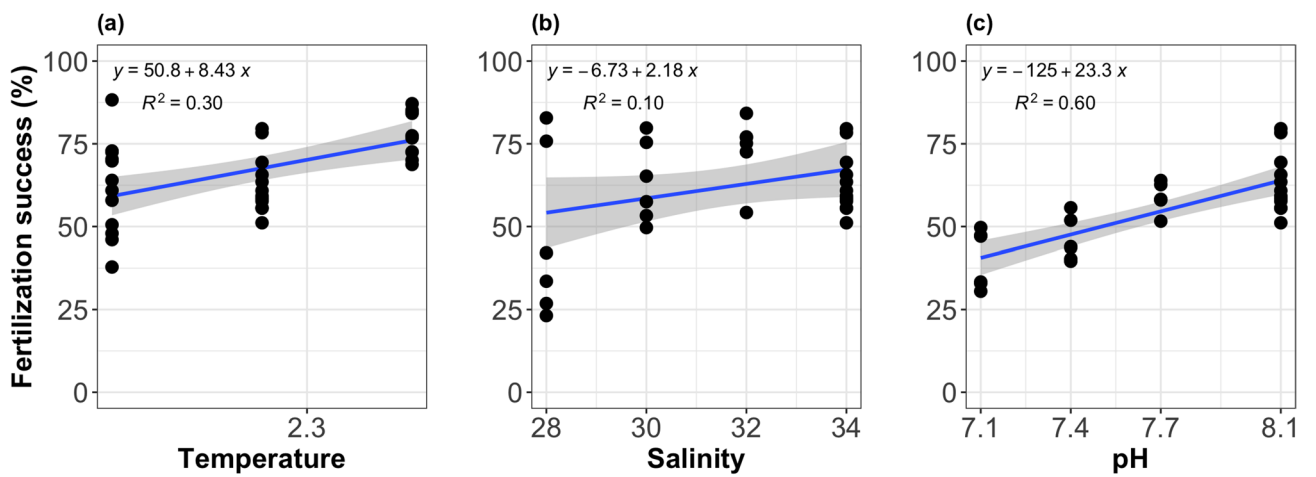 (a) (b) (c)
Fertilization success (%)
100
75
50
25
0
y = 50.8 + 8.43 x
R² = 0.30
2.3
Temperature
100
75
50
25
0
y = −6.73 + 2.18 x
R² = 0.10
28 30 32 34
Salinity
100
75
50
25
0
y = −125 + 23.3 x
R² = 0.60
7.1 7.4 7.7 8.1
pH